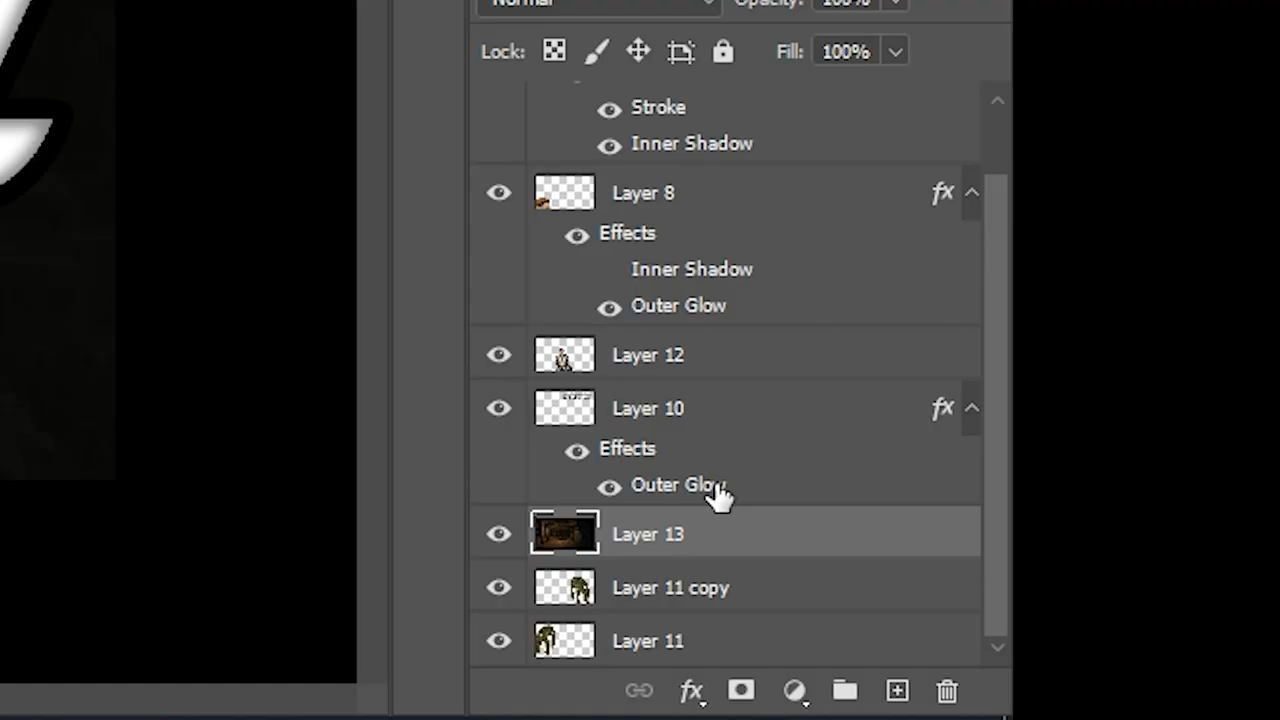 Normal Opacity: 100%
Lock: Fill: 100%
Stroke
Inner Shadow
Layer 8 fx
Effects
Inner Shadow
Outer Glow
Layer 12
Layer 10 fx
Effects
Outer Glow
Layer 13
Layer 11 copy
Layer 11
fx